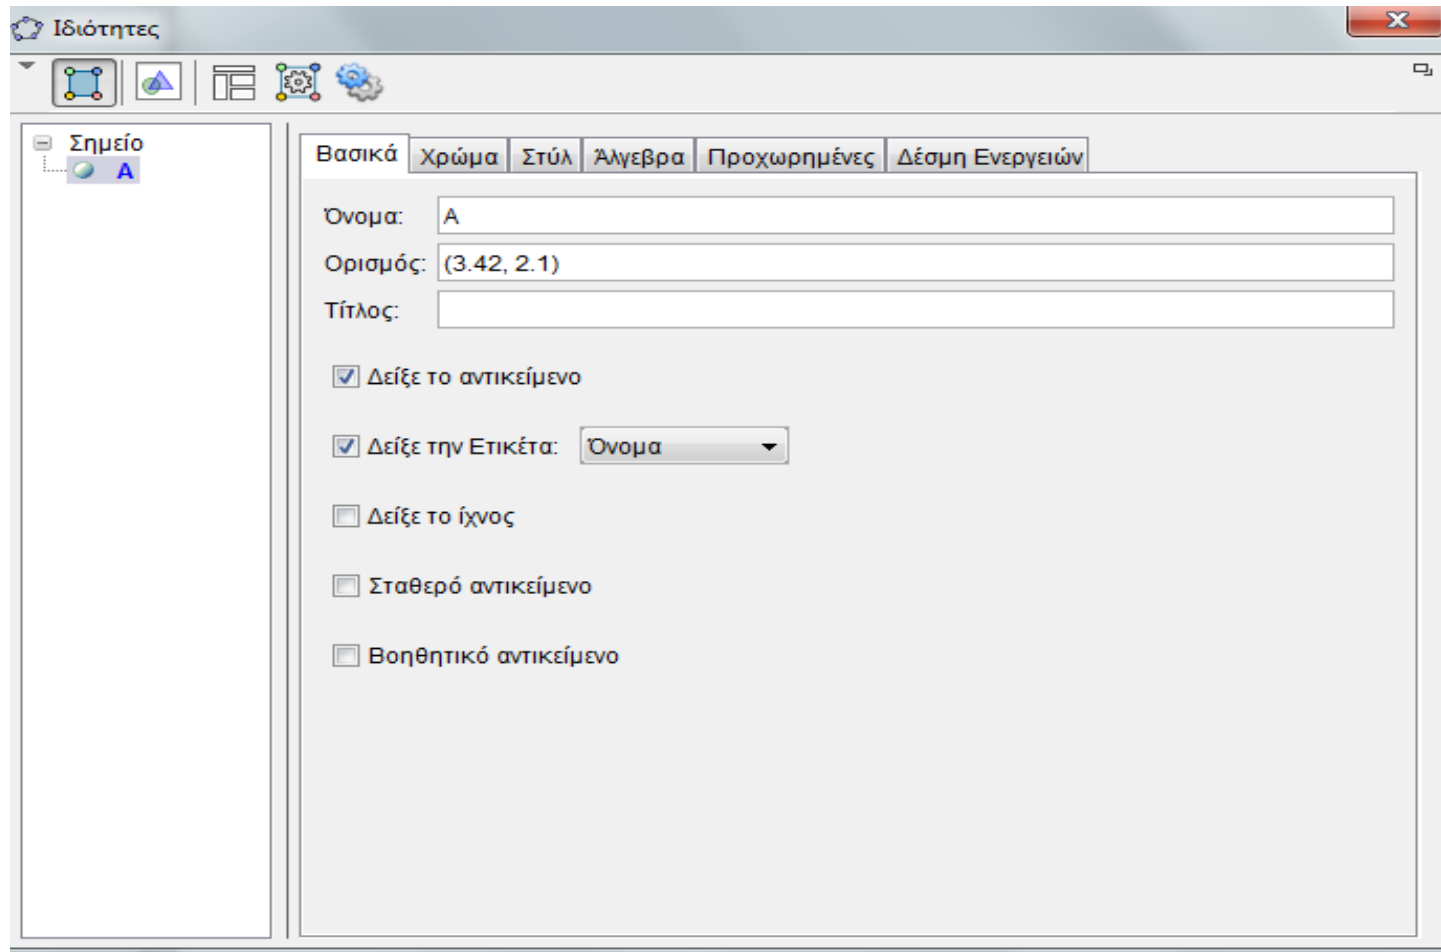 Ιδιότητες
Σημείο
A
Βασικά Χρώμα Στύλ Άλγεβρα Προχωρημένες Δέσμη Ενεργειών
Όνομα: A
Ορισμός: (3.42, 2.1)
Τίτλος:
Δείξε το αντικείμενο
Δείξε την Ετικέτα: Όνομα
Δείξε το ίχνος
Σταθερό αντικείμενο
Βοηθητικό αντικείμενο